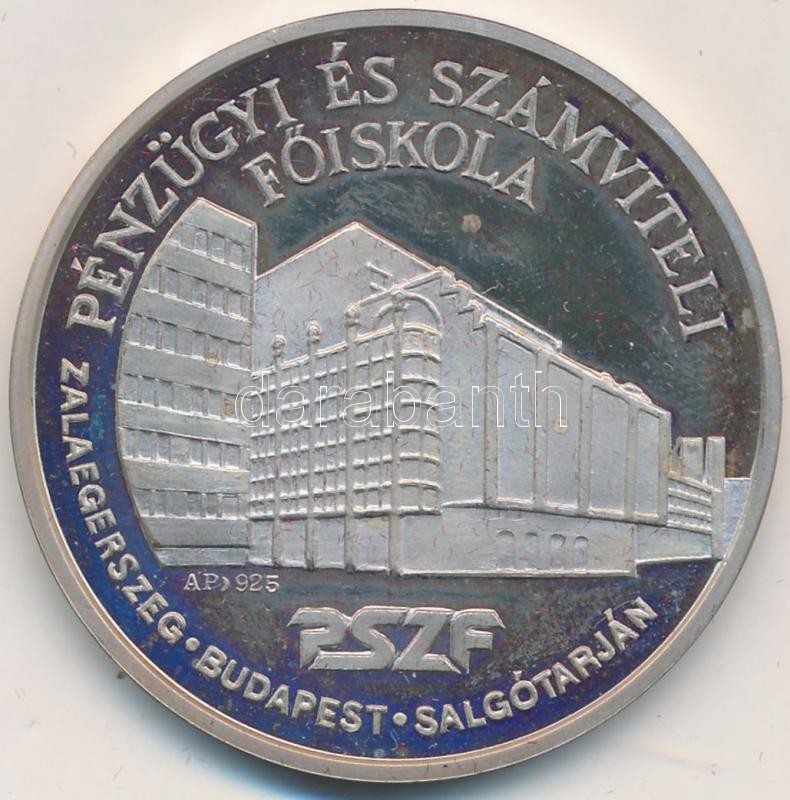 PÉNZÜGYI ÉS SZÁMVITELI
FŐISKOLA
darabanth
AP 925
PSZF
ZALAEGERSZEG • BUDAPEST • SALGÓTARJÁN